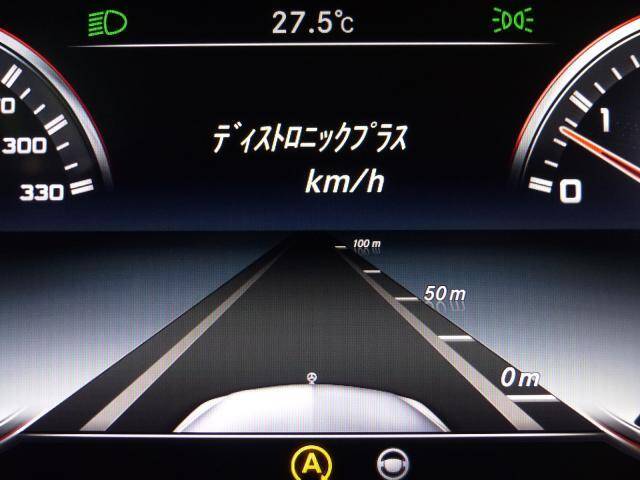 27.5℃
ﾃﾞｨｽﾄﾛﾆｯｸﾌﾟﾗｽ
km/h
300
330
1
0
100 m
50 m
0 m
A